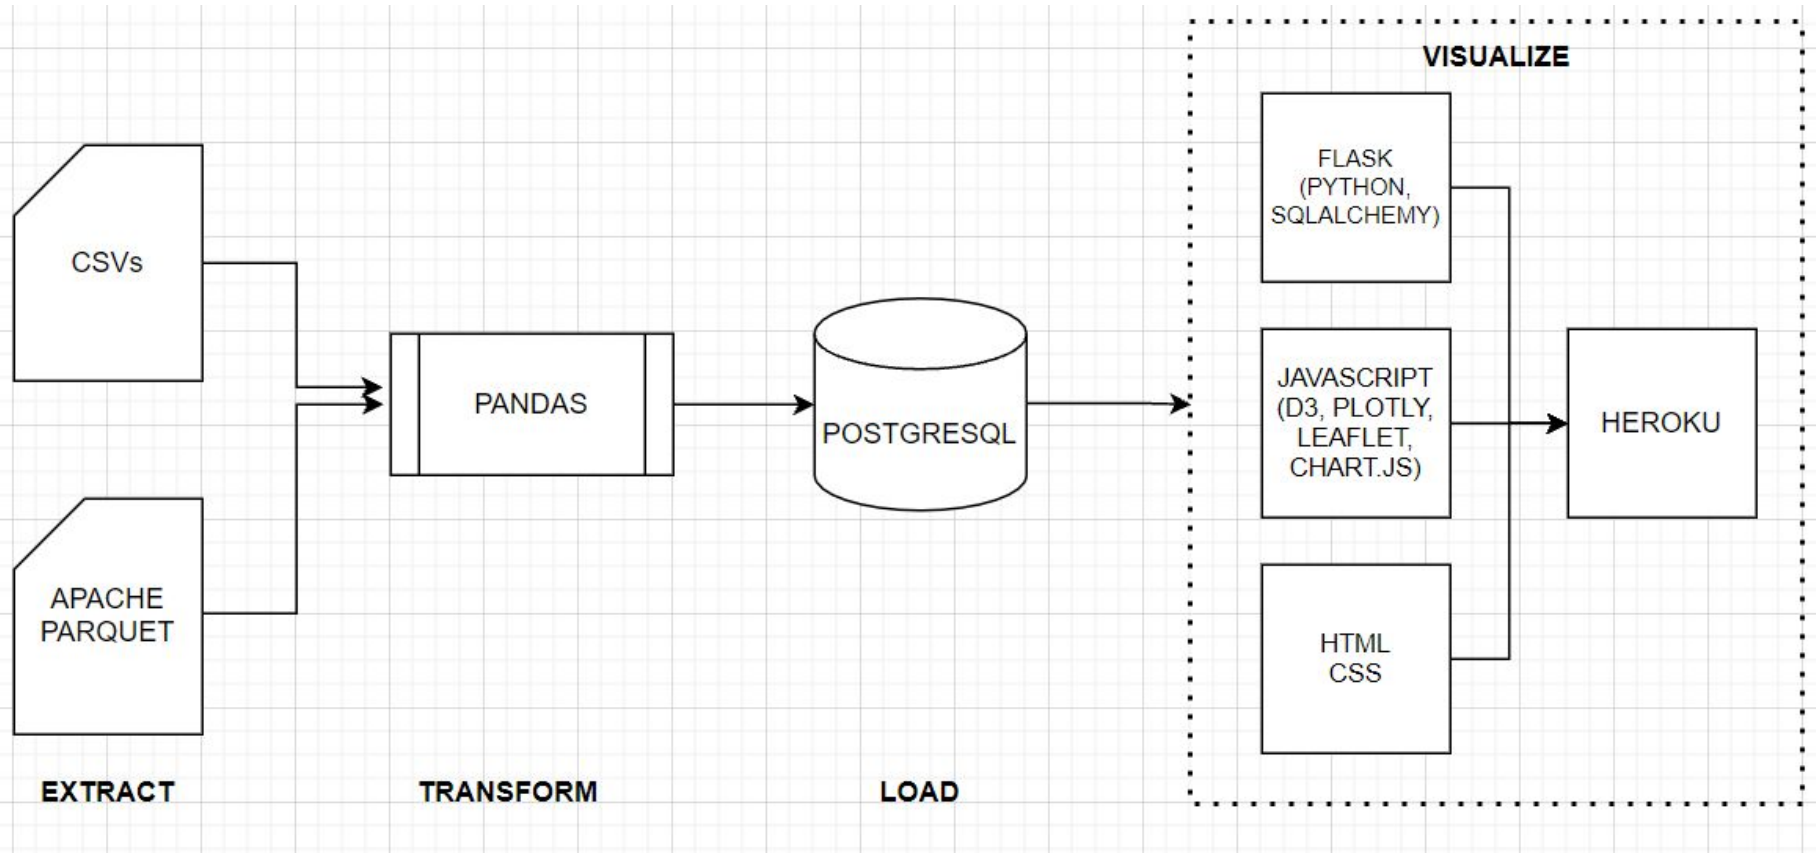 VISUALIZE
FLASK
(PYTHON,
SQLALCHEMY)
CSVs
PANDAS
POSTGRESQL
JAVASCRIPT
(D3, PLOTLY,
LEAFLET,
CHART.JS)
HEROKU
APACHE
PARQUET
HTML
CSS
EXTRACT
TRANSFORM
LOAD